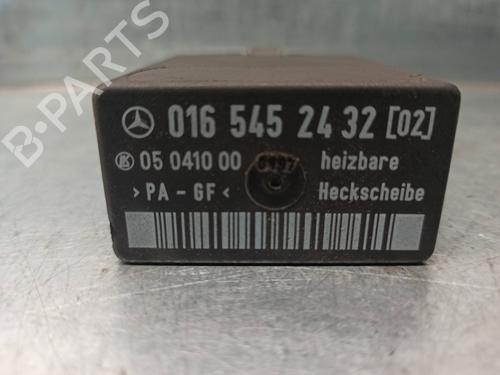 016 545 24 32 [02]
05 0410 00 heizbare
>PA-GF< Heckscheibe
B-PARTS